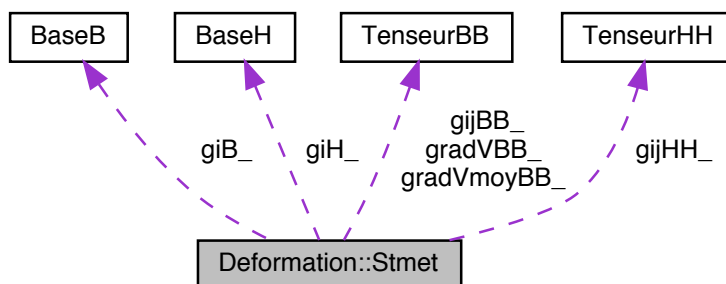 BaseB
BaseH
TenseurBB
TenseurHH
giB_
giH_
gijBB_
gradVBB_
gradVmoyBB_
gijHH_
Deformation::Stmet